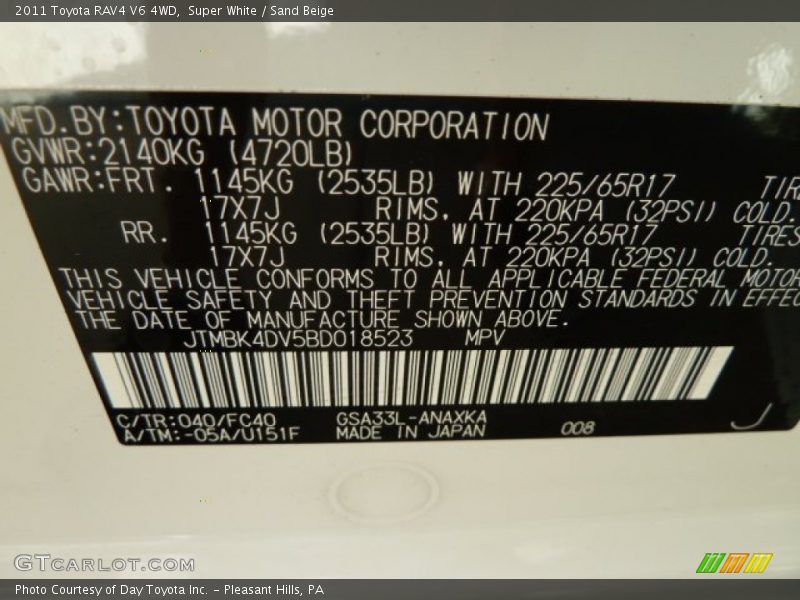 2011 Toyota RAV4 V6 4WD,  Super White / Sand Beige
MFD.BY:TOYOTA MOTOR CORPORATION
GVWR:2140KG (4720LB)
GAWR:FRT. 1145KG (2535LB) WITH 225/65R17 TIRE
17X7J RIMS, AT 220KPA (32PSI) COLD.
RR. 1145KG (2535LB) WITH 225/65R17 TIRES
17X7J RIMS, AT 220KPA (32PSI) COLD.
THIS VEHICLE CONFORMS TO ALL APPLICABLE FEDERAL MOTOR
VEHICLE SAFETY AND THEFT PREVENTION STANDARDS IN EFFEC
THE DATE OF MANUFACTURE SHOWN ABOVE.
JTMBK4DV5BD018523 MPV
C/TR:040/FC40 GSA33L-ANAXKA
A/TM:-05A/U151F MADE IN JAPAN 008 J
GTCARLOT.COM
Photo Courtesy of Day Toyota Inc. - Pleasant Hills, PA